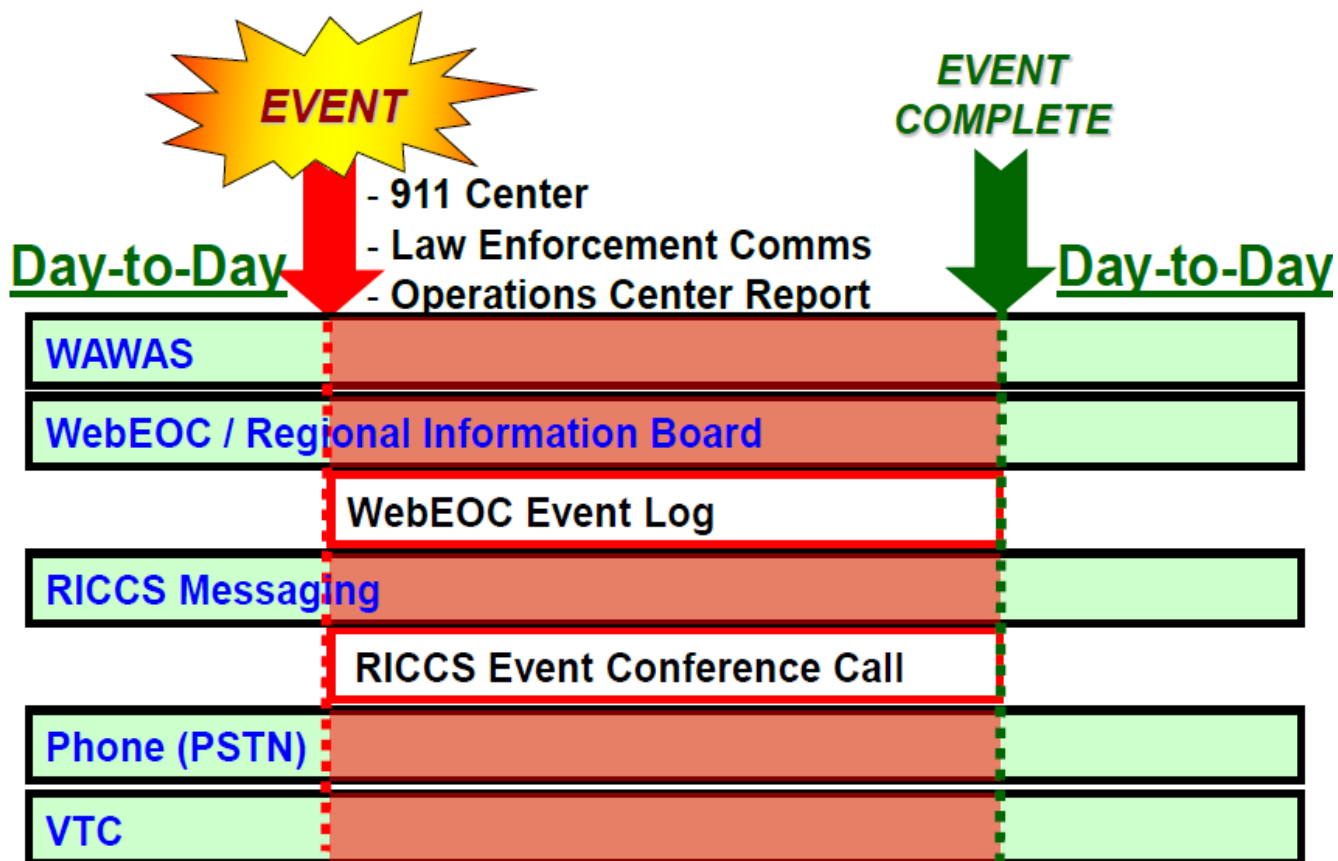 EVENT
EVENT
COMPLETE
- 911 Center
- Law Enforcement Comms
- Operations Center Report
Day-to-Day
Day-to-Day
WAWAS
WebEOC / Regional Information Board
WebEOC Event Log
RICCS Messaging
RICCS Event Conference Call
Phone (PSTN)
VTC